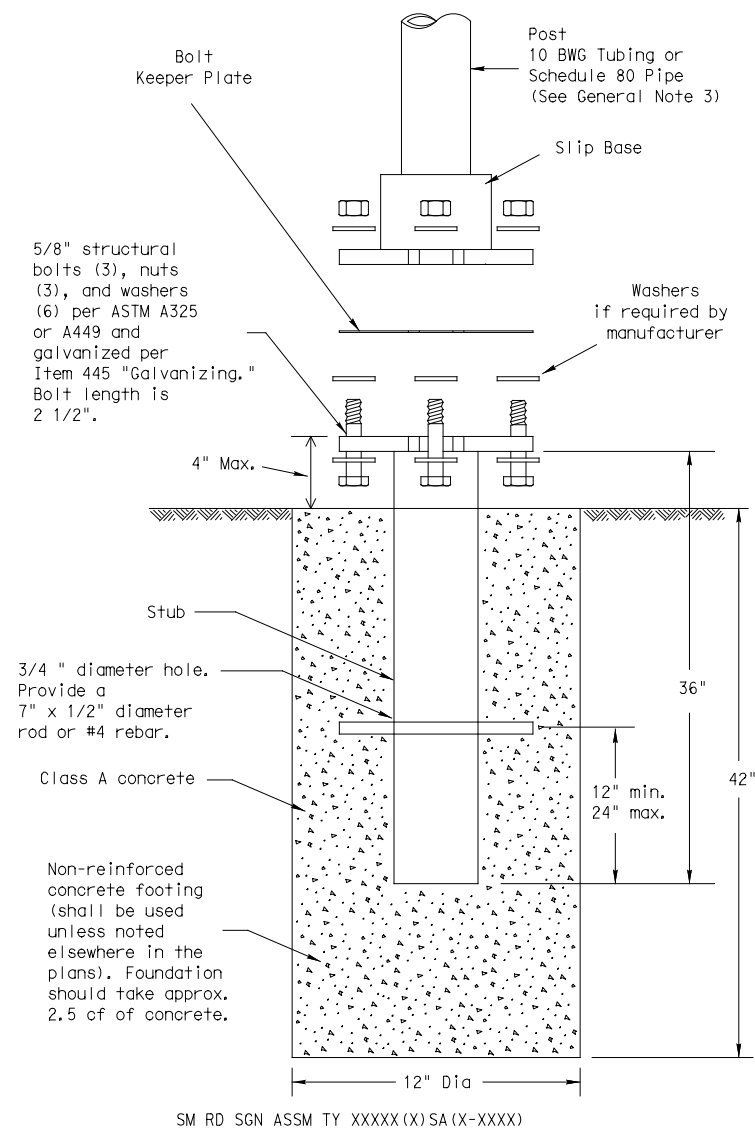 Post
10 BWG Tubing or
Schedule 80 Pipe
(See General Note 3)
Bolt
Keeper Plate
Slip Base
5/8" structural
bolts (3), nuts
(3), and washers
(6) per ASTM A325
or A449 and
galvanized per
Item 445 "Galvanizing."
Bolt length is
2 1/2".
Washers
if required by
manufacturer
4" Max.
Stub
3/4 " diameter hole.
Provide a
7" x 1/2" diameter
rod or #4 rebar.
36"
Class A concrete
12" min.
24" max.
42"
Non-reinforced
concrete footing
(shall be used
unless noted
elsewhere in the
plans). Foundation
should take approx.
2.5 cf of concrete.
12" Dia
SM RD SGN ASSM TY XXXXX(X)SA(X-XXXX)